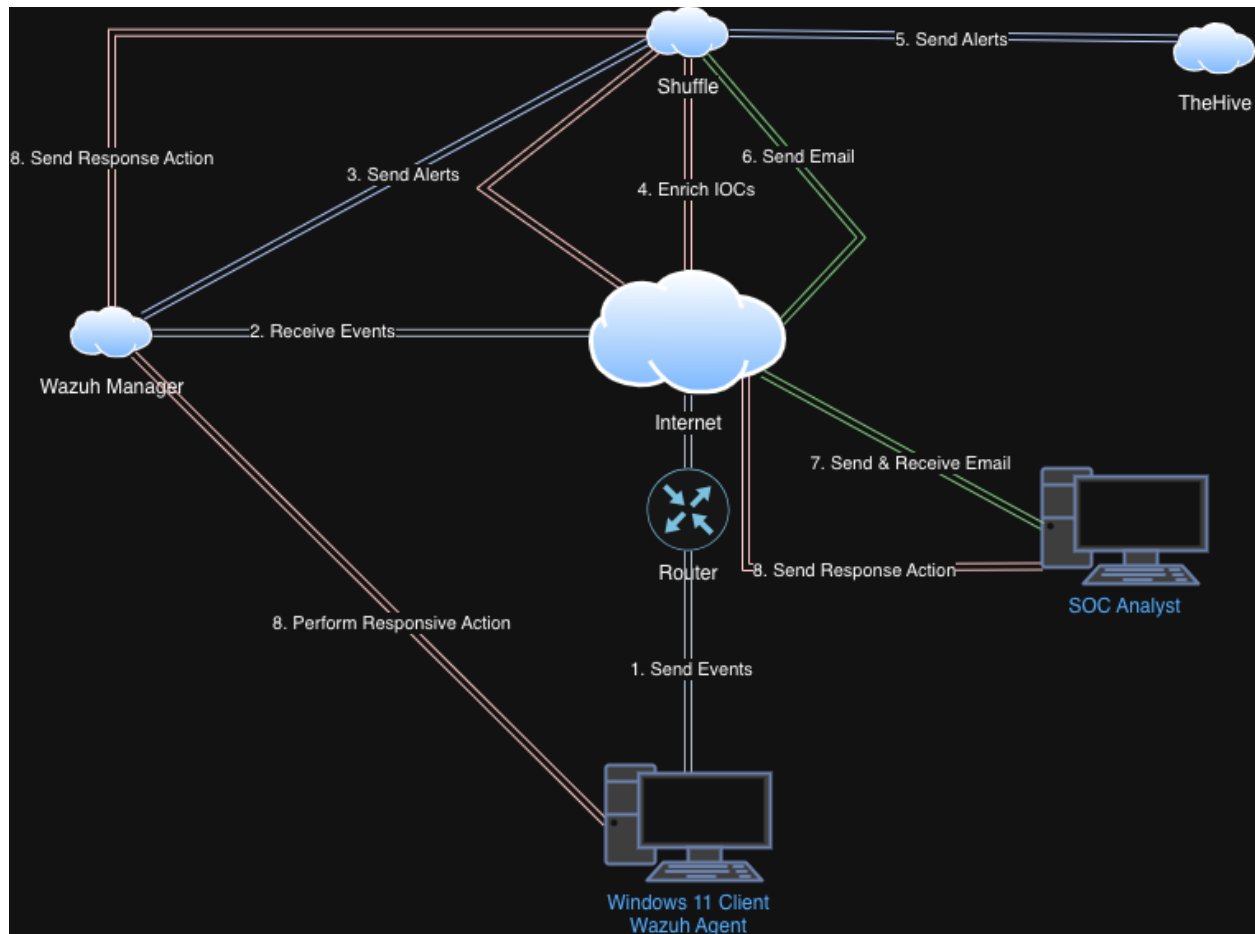 5. Send Alerts
Shuffle
TheHive
8. Send Response Action
3. Send Alerts
6. Send Email
4. Enrich IOCs
2. Receive Events
Wazuh Manager
Internet
7. Send & Receive Email
Router
8. Send Response Action
SOC Analyst
8. Perform Responsive Action
1. Send Events
Windows 11 Client
Wazuh Agent